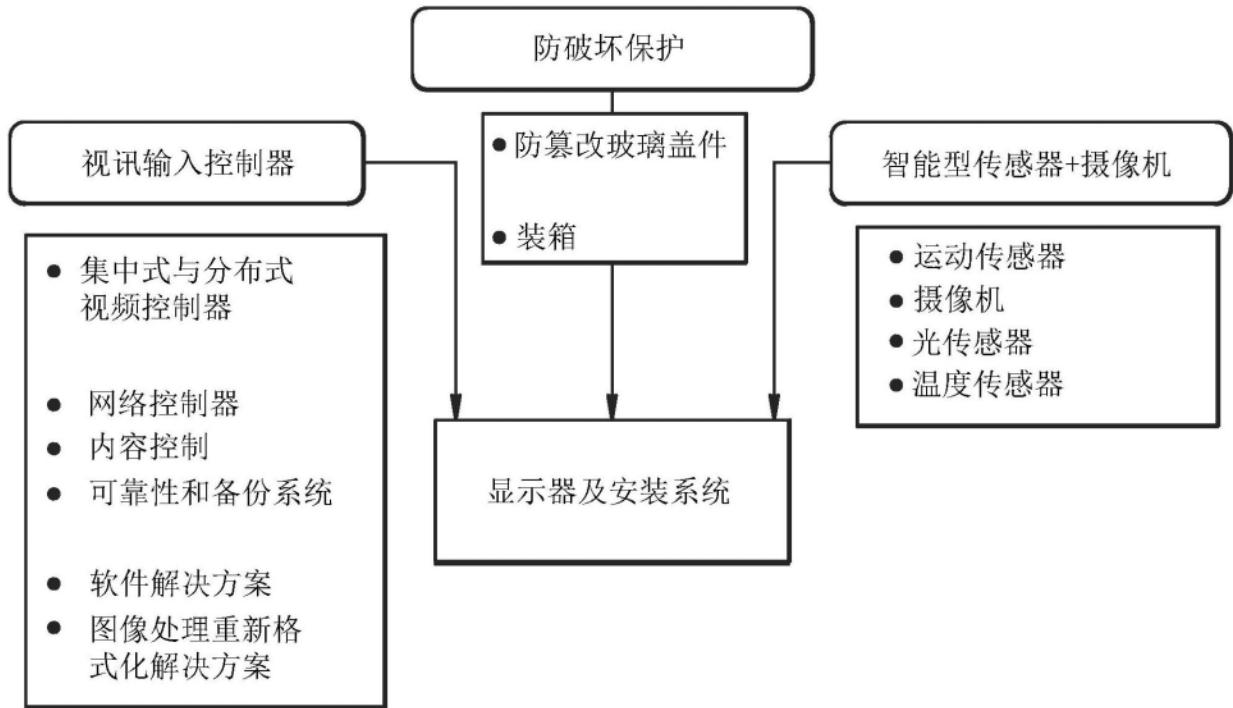 防破坏保护
● 防篡改玻璃盖件
● 装箱
视讯输入控制器
● 集中式与分布式
视频控制器
● 网络控制器
● 内容控制
● 可靠性和备份系统
● 软件解决方案
● 图像处理重新格
式化解决方案
智能型传感器+摄像机
● 运动传感器
● 摄像机
● 光传感器
● 温度传感器
显示器及安装系统